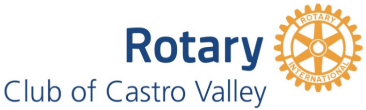 Rotary
Club of Castro Valley
ROTARY
INTERNATIONAL